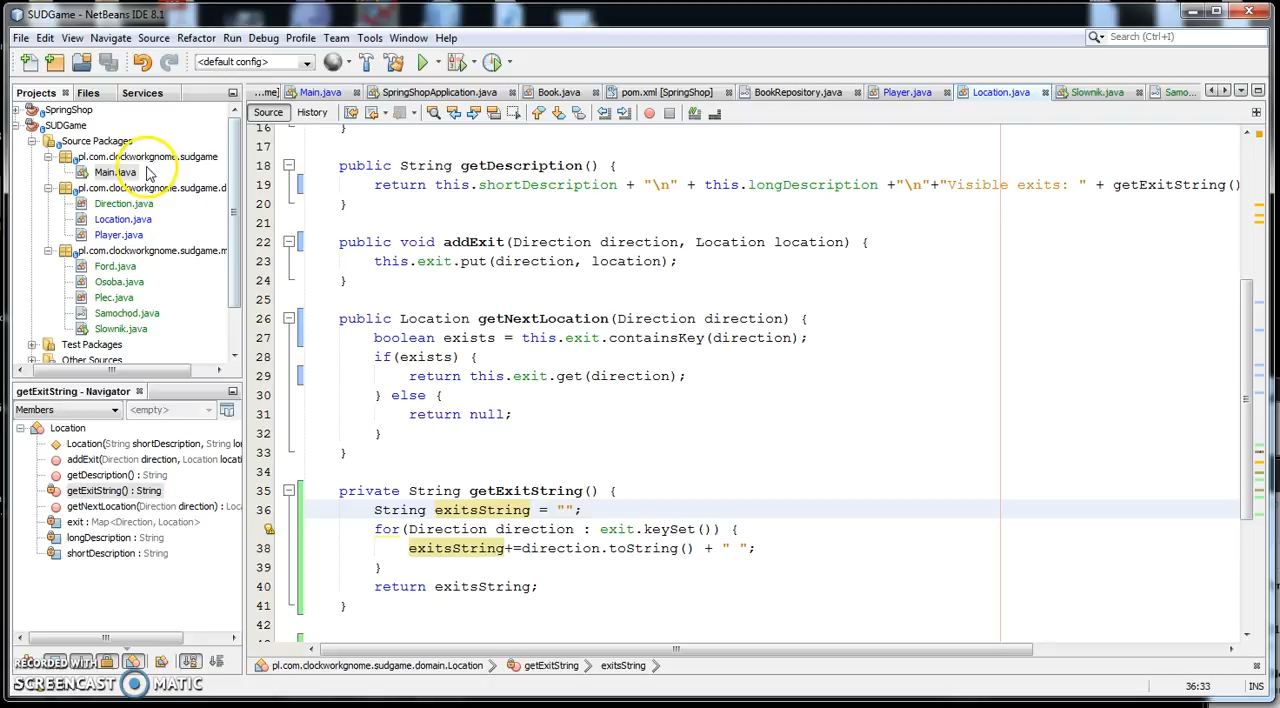 SUDGame - NetBeans IDE 8.1
File Edit View Navigate Source Refactor Run Debug Profile Team Tools Window Help
Search (Ctrl+I)
<default config>
Projects Files Services
...me] Main.java SpringShopApplication.java Book.java pom.xml [SpringShop] BookRepository.java Player.java Location.java Slownik.java Samo...
Source History
SpringShop
SUDGame
Source Packages
pl.com.clockworkgnome.sudgame
Main.java
pl.com.clockworkgnome.sudgame.d
Direction.java
Location.java
Player.java
pl.com.clockworkgnome.sudgame.m
Ford.java
Osoba.java
Plec.java
Samochod.java
Slownik.java
Test Packages
Other Sources
getExitString - Navigator
Members <empty>
Location
Location(String shortDescription, String lo
addExit(Direction direction, Location locati
getDescription() : String
getExitString() : String
getNextLocation(Direction direction) : Loc
exit : Map<Direction, Location>
longDescription : String
shortDescription : String
16 }
17
18 public String getDescription() {
19 return this.shortDescription + "\n" + this.longDescription +"\n"+"Visible exits: " + getExitString()
20 }
21
22 public void addExit(Direction direction, Location location) {
23 this.exit.put(direction, location);
24 }
25
26 public Location getNextLocation(Direction direction) {
27 boolean exists = this.exit.containsKey(direction);
28 if(exists) {
29 return this.exit.get(direction);
30 } else {
31 return null;
32 }
33 }
34
35 private String getExitString() {
36 String exitsString = "";
for(Direction direction : exit.keySet()) {
38 exitsString+=direction.toString() + " ";
39 }
40 return exitsString;
41 }
42
pl.com.clockworkgnome.sudgame.domain.Location getExitString exitsString
36:33 INS
RECORDED WITH
SCREENCAST MATIC